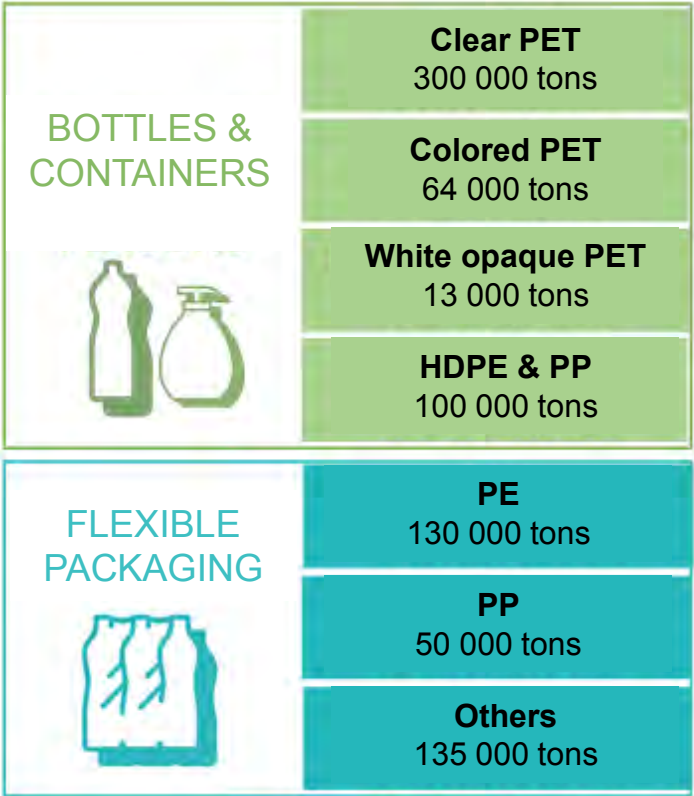 BOTTLES &
CONTAINERS
Clear PET
300 000 tons
Colored PET
64 000 tons
White opaque PET
13 000 tons
HDPE & PP
100 000 tons
FLEXIBLE
PACKAGING
PE
130 000 tons
PP
50 000 tons
Others
135 000 tons